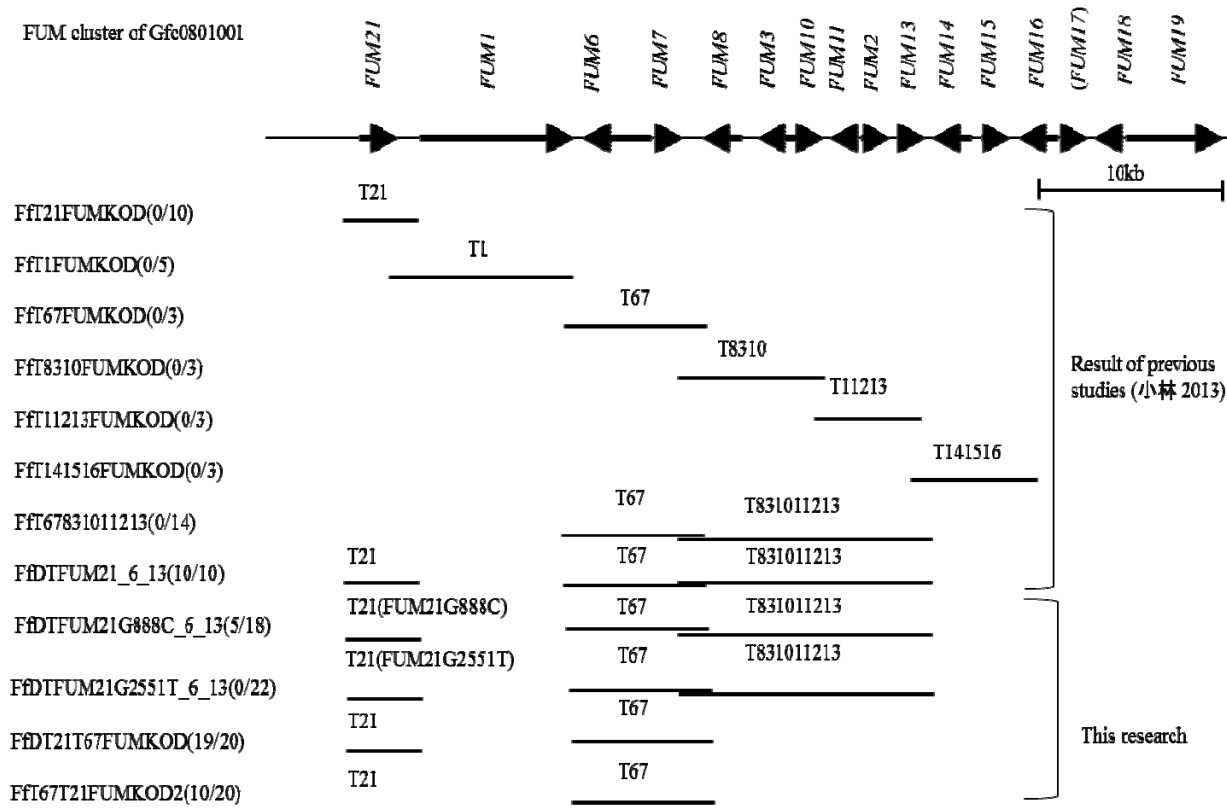 FUM cluster of Gfc0801001
FUM21 FUM1 FUM6 FUM7 FUM8 FUM3 FUM10 FUM11 FUM2 FUM13 FUM14 FUM15 FUM16 (FUM17) FUM18 FUM19
10kb
T21
FfT21FUMKOD(0/10)
T1
FfT1FUMKOD(0/5)
T67
FfT67FUMKOD(0/3)
T8310
FfT8310FUMKOD(0/3)
T11213
FfT11213FUMKOD(0/3)
T141516
FfT141516FUMKOD(0/3)
T67 T831011213
FfT67831011213(0/14)
T21 T67 T831011213
FfDTFUM21_6_13(10/10)
Result of previous
studies (小林 2013)
T21(FUM21G888C) T67 T831011213
FfDTFUM21G888C_6_13(5/18)
T21(FUM21G2551T) T67 T831011213
FfDTFUM21G2551T_6_13(0/22)
T21 T67
FfDT21T67FUMKOD(19/20)
T21 T67
FfT67T21FUMKOD2(10/20)
This research